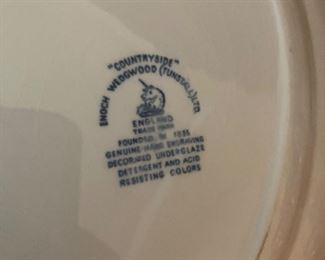 "COUNTRYSIDE"
ENOCH WEDGWOOD (TUNSTALL) LTD
ENGLAND
TRADE MARK
FOUNDED IN 1835
GENUINE HAND ENGRAVING
DECORATED UNDERGLAZE
DETERGENT AND ACID
RESISTING COLORS